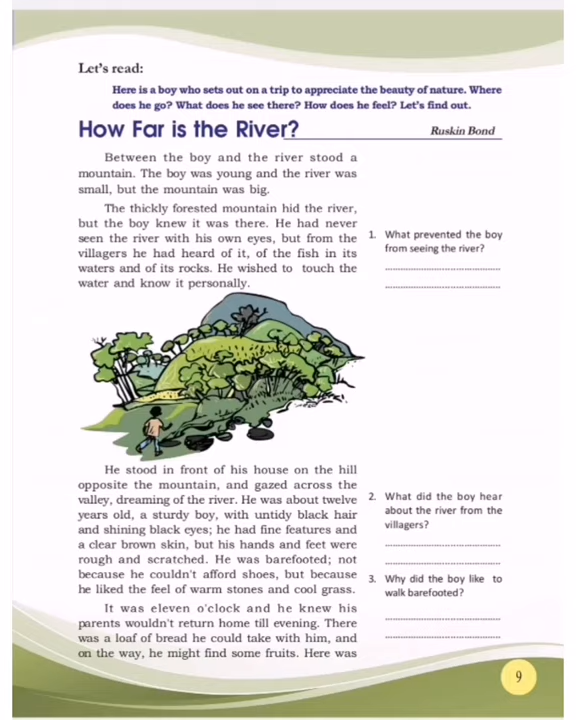 Let's read:
Here is a boy who sets out on a trip to appreciate the beauty of nature. Where
does he go? What does he see there? How does he feel? Let's find out.
How Far is the River?
Ruskin Bond
Between the boy and the river stood a
mountain. The boy was young and the river was
small, but the mountain was big.
The thickly forested mountain hid the river,
but the boy knew it was there. He had never
seen the river with his own eyes, but from the
villagers he had heard of it, of the fish in its
waters and of its rocks. He wished to touch the
water and know it personally.
1. What prevented the boy
from seeing the river?
He stood in front of his house on the hill
opposite the mountain, and gazed across the
valley, dreaming of the river. He was about twelve
years old, a sturdy boy, with untidy black hair
and shining black eyes; he had fine features and
a clear brown skin, but his hands and feet were
rough and scratched. He was barefooted; not
because he couldn't afford shoes, but because
he liked the feel of warm stones and cool grass.
2. What did the boy hear
about the river from the
villagers?
3. Why did the boy like to
walk barefooted?
It was eleven o'clock and he knew his
parents wouldn't return home till evening. There
was a loaf of bread he could take with him, and
on the way, he might find some fruits. Here was
9